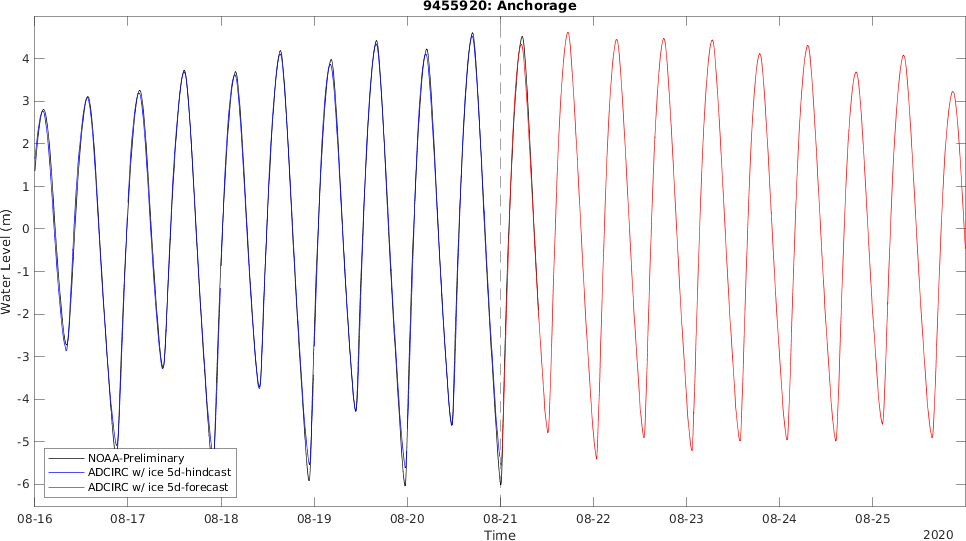 9455920: Anchorage
Water Level (m)
4
3
2
1
0
-1
-2
-3
-4
-5
-6
NOAA-Preliminary
ADCIRC w/ ice 5d-hindcast
ADCIRC w/ ice 5d-forecast
08-16 08-17 08-18 08-19 08-20 08-21 08-22 08-23 08-24 08-25
Time
2020